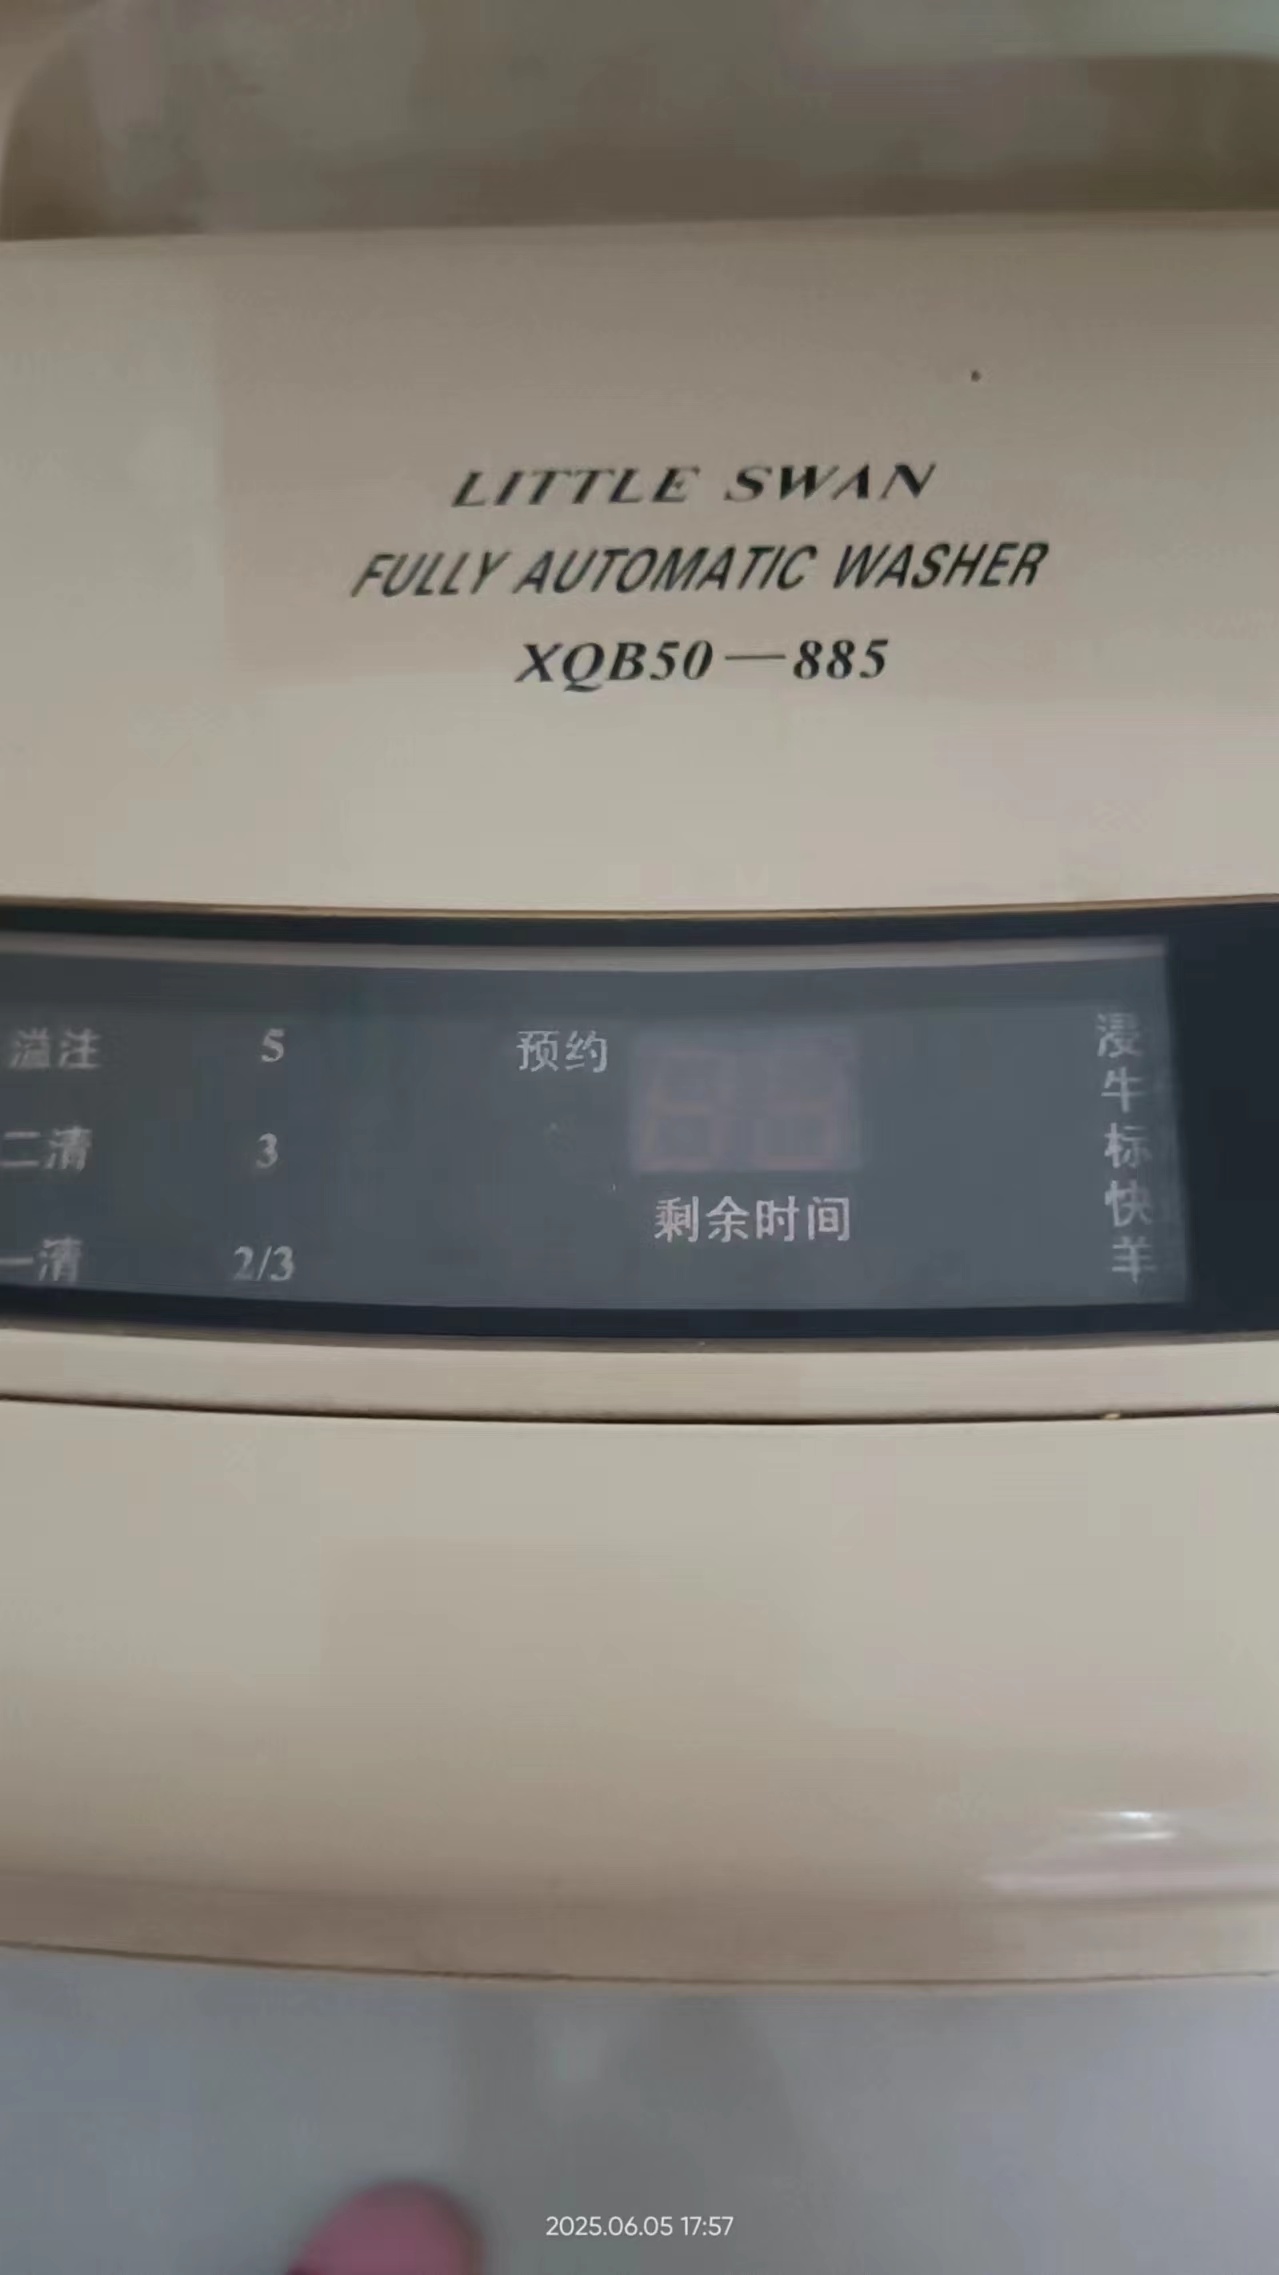 LITTLE SWAN
FULLY AUTOMATIC WASHER
XQB50—885
溢注 5 预约 浸
牛
二清 3 标
剩余时间 快
一清 2/3 羊
2025.06.05 17:57